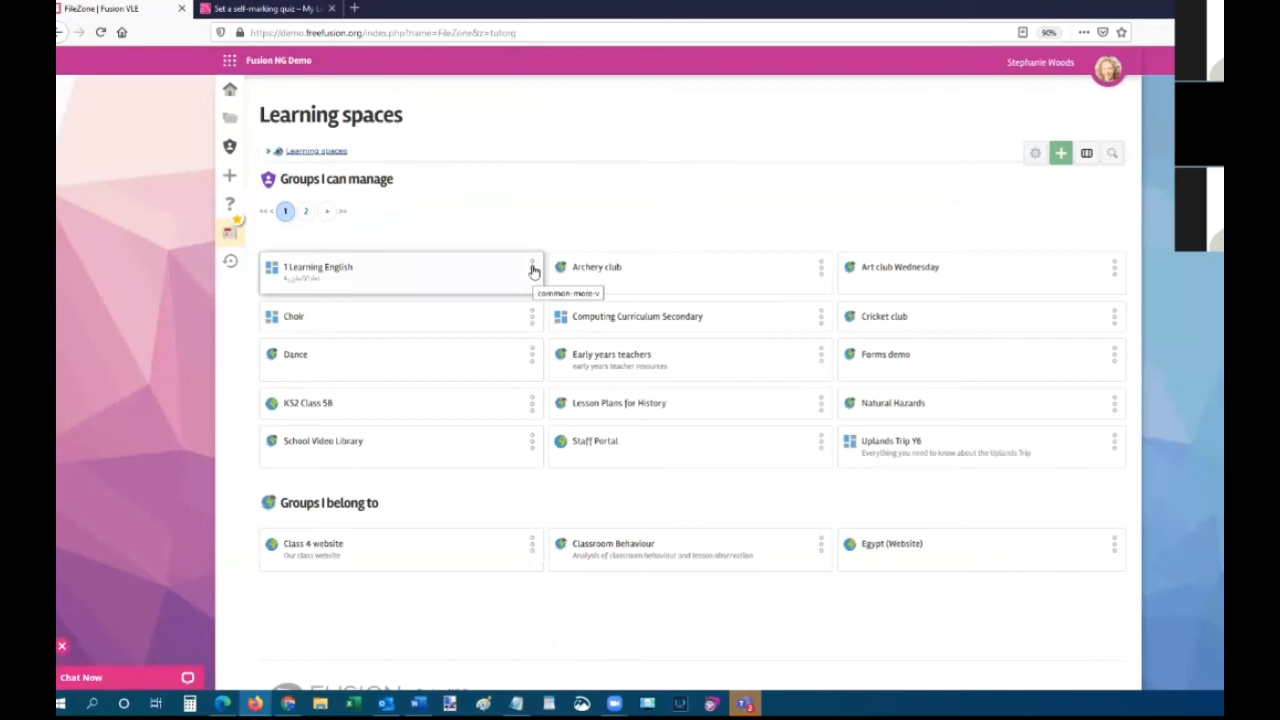 FileZone | Fusion VLE
Set a self-marking quiz – My L
https://demo.freefusion.org/index.php?name=FileZone&z=tutorg
90%
Fusion NG Demo
Stephanie Woods
Learning spaces
Learning spaces
Groups I can manage
<<< 1 2 > >>
1 Learning English
Archery club
Art club Wednesday
common-more-v
Choir
Computing Curriculum Secondary
Cricket club
Dance
Early years teachers
early years teacher resources
Forms demo
KS2 Class 5B
Lesson Plans for History
Natural Hazards
School Video Library
Staff Portal
Uplands Trip Y6
Everything you need to know about the Uplands Trip
Groups I belong to
Class 4 website
Our class website
Classroom Behaviour
Analysis of classroom behaviour and lesson observation
Egypt (Website)
Chat Now
FUSION